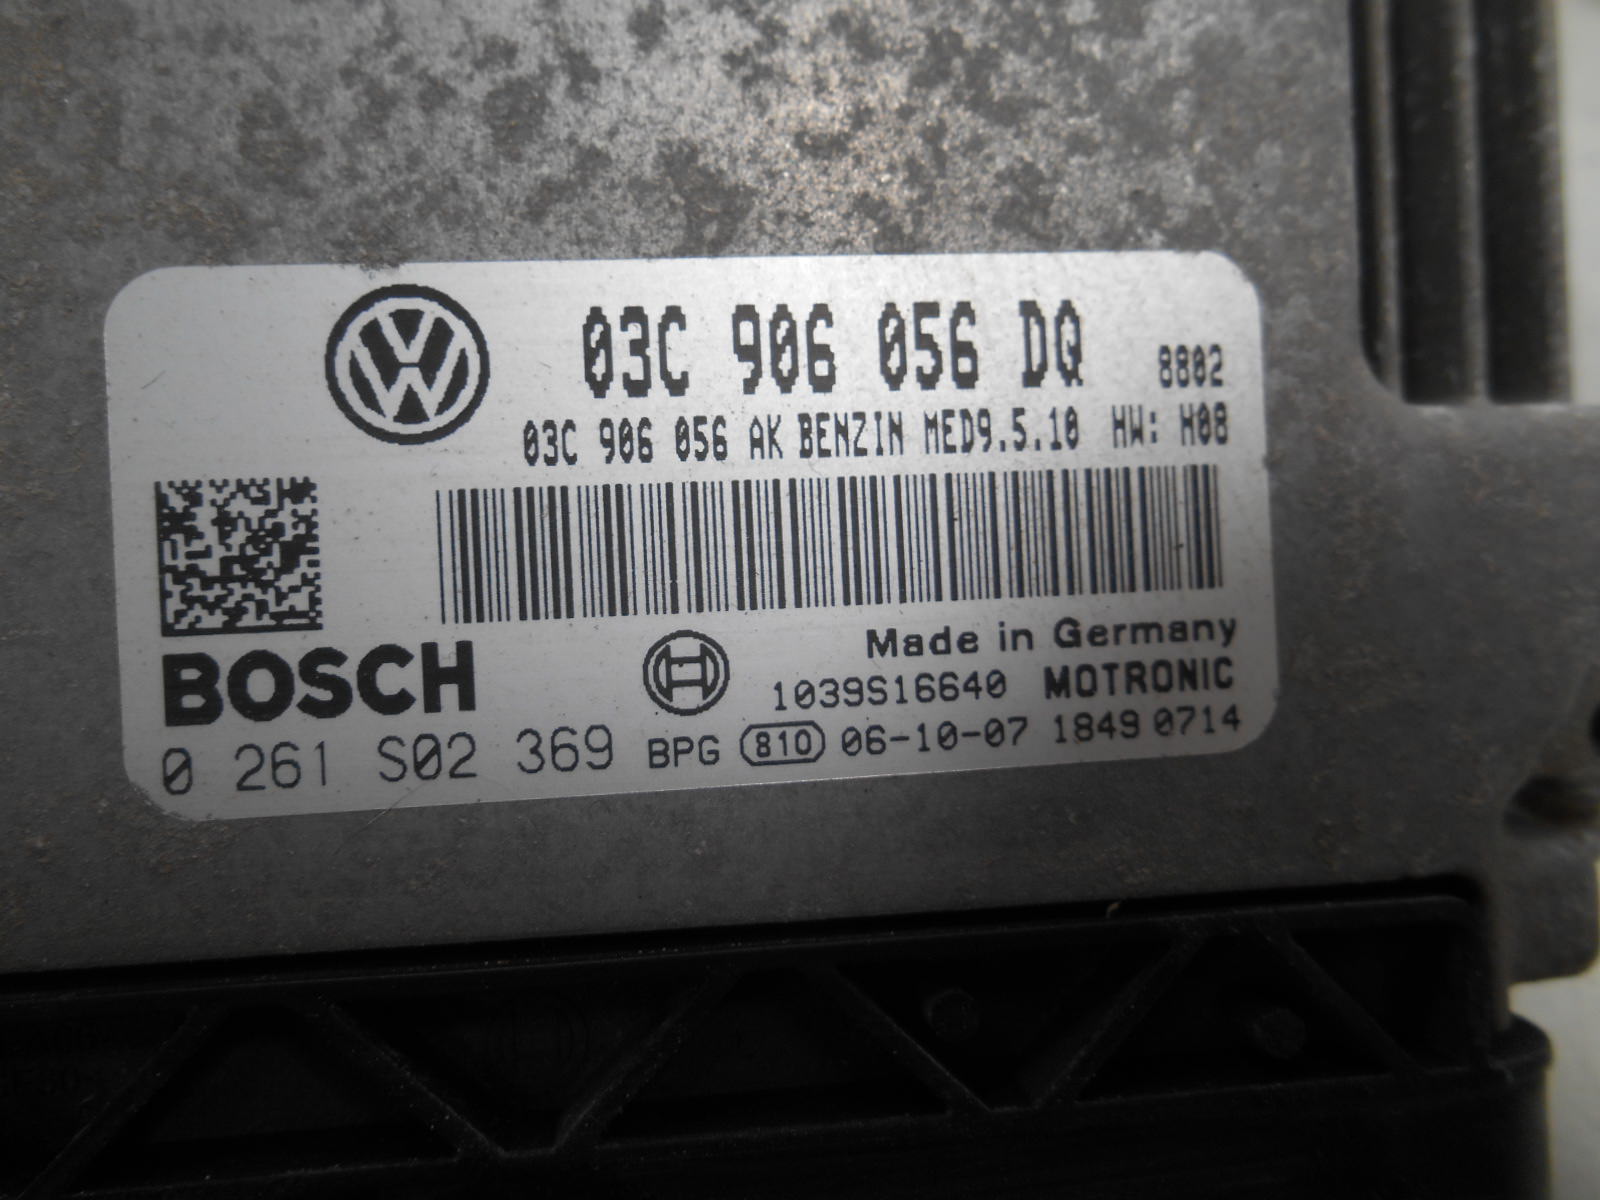 03C 906 056 DQ 8802
03C 906 056 AK BENZIN MED9.5.10 HW: H08
Made in Germany
BOSCH 1039S16640 MOTRONIC
0 261 S02 369 BPG 810 06-10-07 1849 0714